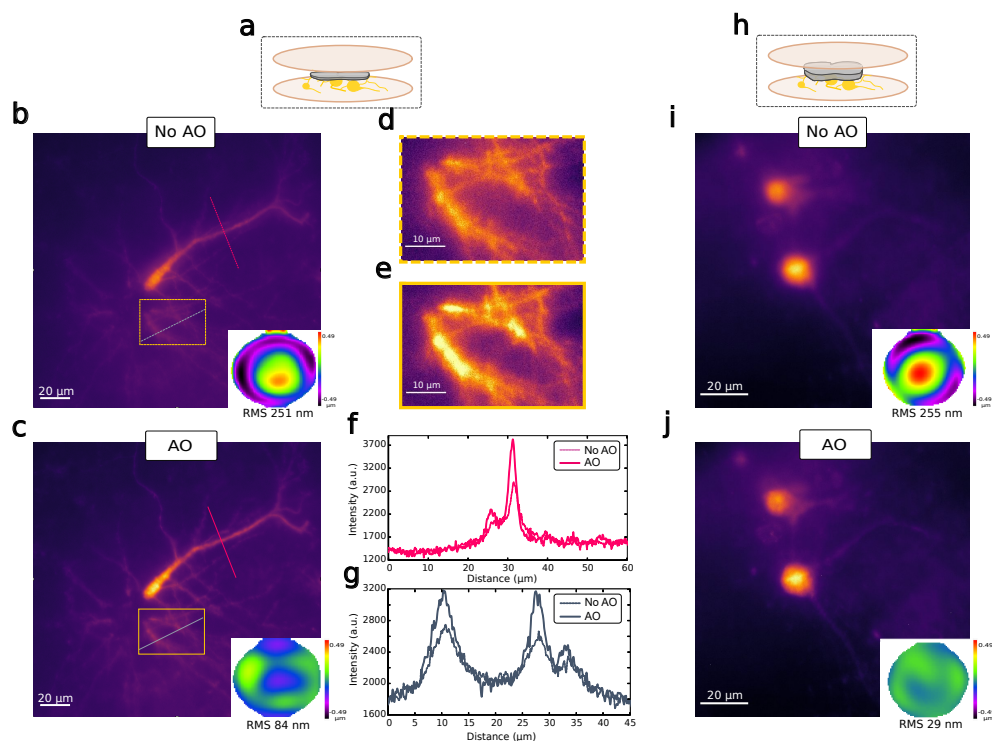 a
b
No AO
20 μm
0.49
-0.49
μm
RMS 251 nm
c
AO
20 μm
0.49
-0.49
μm
RMS 84 nm
d
10 μm
e
10 μm
f
3700
3200
2700
2200
1700
1200
Intensity (a.u.)
No AO
AO
0 10 20 30 40 50 60
Distance (μm)
g
3200
2800
2400
2000
1600
Intensity (a.u.)
No AO
AO
0 5 10 15 20 25 30 35 40 45
Distance (μm)
h
i
No AO
20 μm
0.49
-0.49
μm
RMS 255 nm
j
AO
20 μm
0.49
-0.49
μm
RMS 29 nm